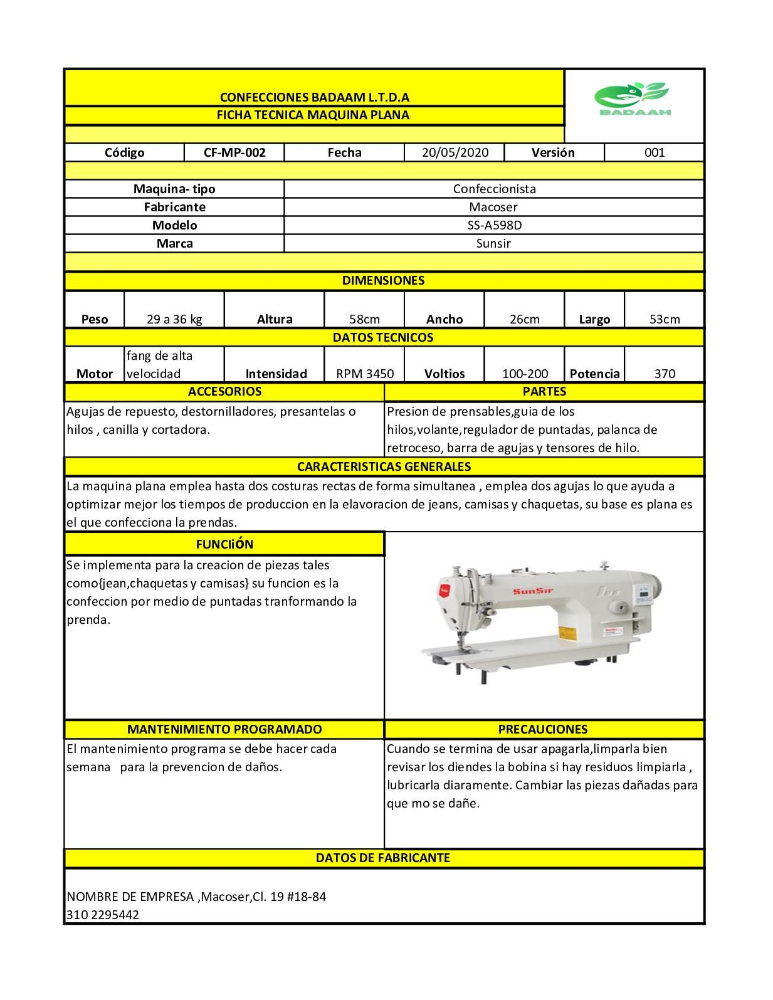 CONFECCIONES BADAAM L.T.D.A
BADAAM
FICHA TECNICA MAQUINA PLANA
Código CF-MP-002 Fecha 20/05/2020 Versión 001
Maquina- tipo Confeccionista
Fabricante Macoser
Modelo SS-A598D
Marca Sunsir
DIMENSIONES
Peso 29 a 36 kg Altura 58cm Ancho 26cm Largo 53cm
DATOS TECNICOS
Motor fang de alta velocidad Intensidad RPM 3450 Voltios 100-200 Potencia 370
ACCESORIOS
Agujas de repuesto, destornilladores, presantelas o
hilos , canilla y cortadora.
PARTES
Presion de prensables,guia de los
hilos,volante,regulador de puntadas, palanca de
retroceso, barra de agujas y tensores de hilo.
CARACTERISTICAS GENERALES
La maquina plana emplea hasta dos costuras rectas de forma simultanea , emplea dos agujas lo que ayuda a
optimizar mejor los tiempos de produccion en la elavoracion de jeans, camisas y chaquetas, su base es plana es
el que confecciona la prendas.
FUNCIiÓN
Se implementa para la creacion de piezas tales
como{jean,chaquetas y camisas} su funcion es la
confeccion por medio de puntadas tranformando la
prenda.
SunSir
MANTENIMIENTO PROGRAMADO
El mantenimiento programa se debe hacer cada
semana para la prevencion de daños.
PRECAUCIONES
Cuando se termina de usar apagarla,limparla bien
revisar los diendes la bobina si hay residuos limpiarla ,
lubricarla diaramente. Cambiar las piezas dañadas para
que mo se dañe.
DATOS DE FABRICANTE
NOMBRE DE EMPRESA ,Macoser,Cl. 19 #18-84
310 2295442